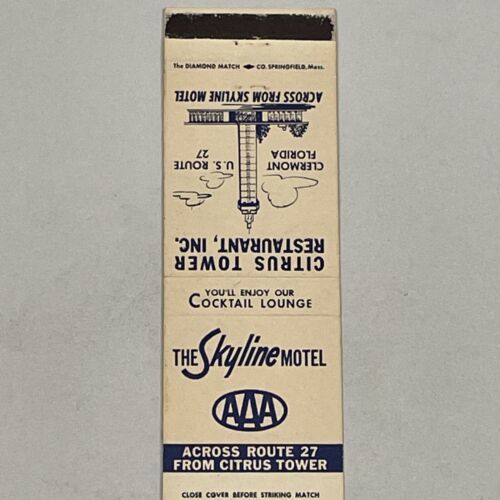 The DIAMOND MATCH CO. SPRINGFIELD, Mass.
CITRUS TOWER
RESTAURANT, INC.
CLERMONT
FLORIDA
U.S. ROUTE
27
ACROSS FROM SKYLINE MOTEL
YOU'LL ENJOY OUR
COCKTAIL LOUNGE
THE Skyline MOTEL
AAA
ACROSS ROUTE 27
FROM CITRUS TOWER
CLOSE COVER BEFORE STRIKING MATCH